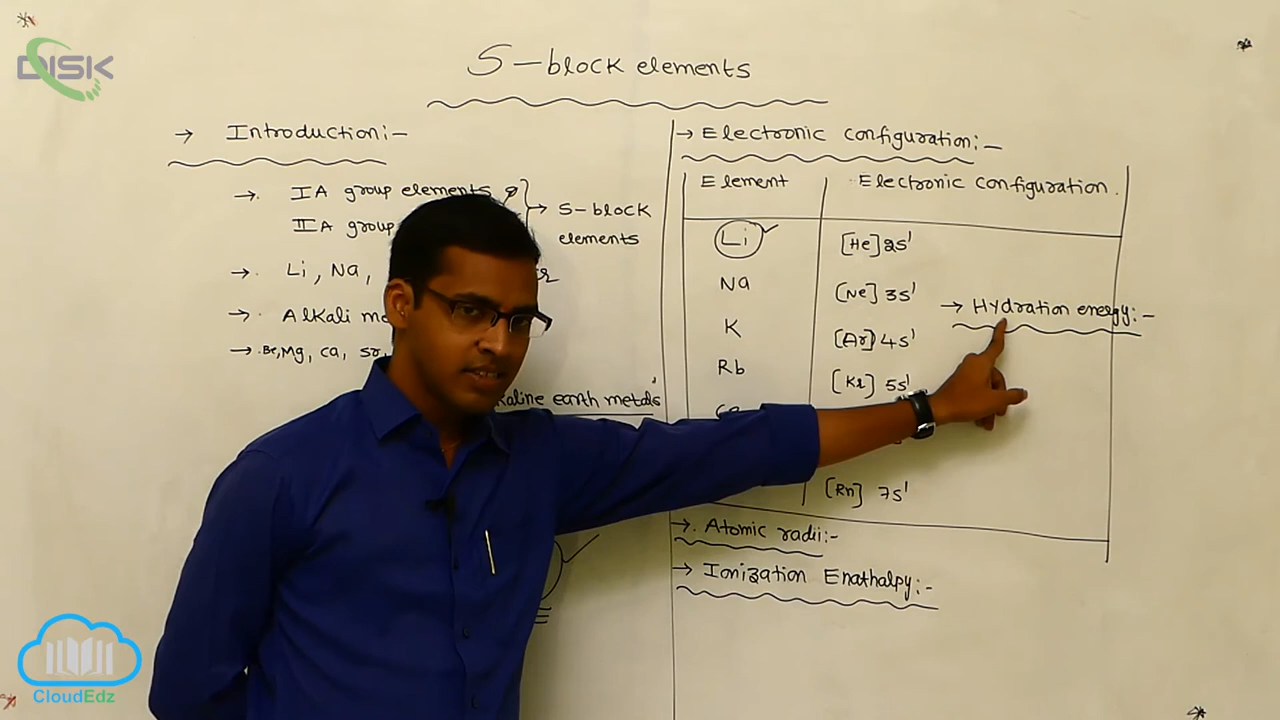 DISK
S-block elements
→ Introduction:-
→ IA group elements
IIA group
→ S-block
elements
→ Li, Na,
→ Alkali me
→ Be, Mg, ca, sr,
kaline earth metals
→ Electronic configuration:-
Element Electronic configuration
Li [He] 2s¹
Na [Ne] 3s¹
→ Hydration energy:-
K [Ar] 4s¹
Rb [Kr] 5s¹
[Rn] 7s¹
→ Atomic radii:-
→ Ionization Enathalpy:-
CloudEdz